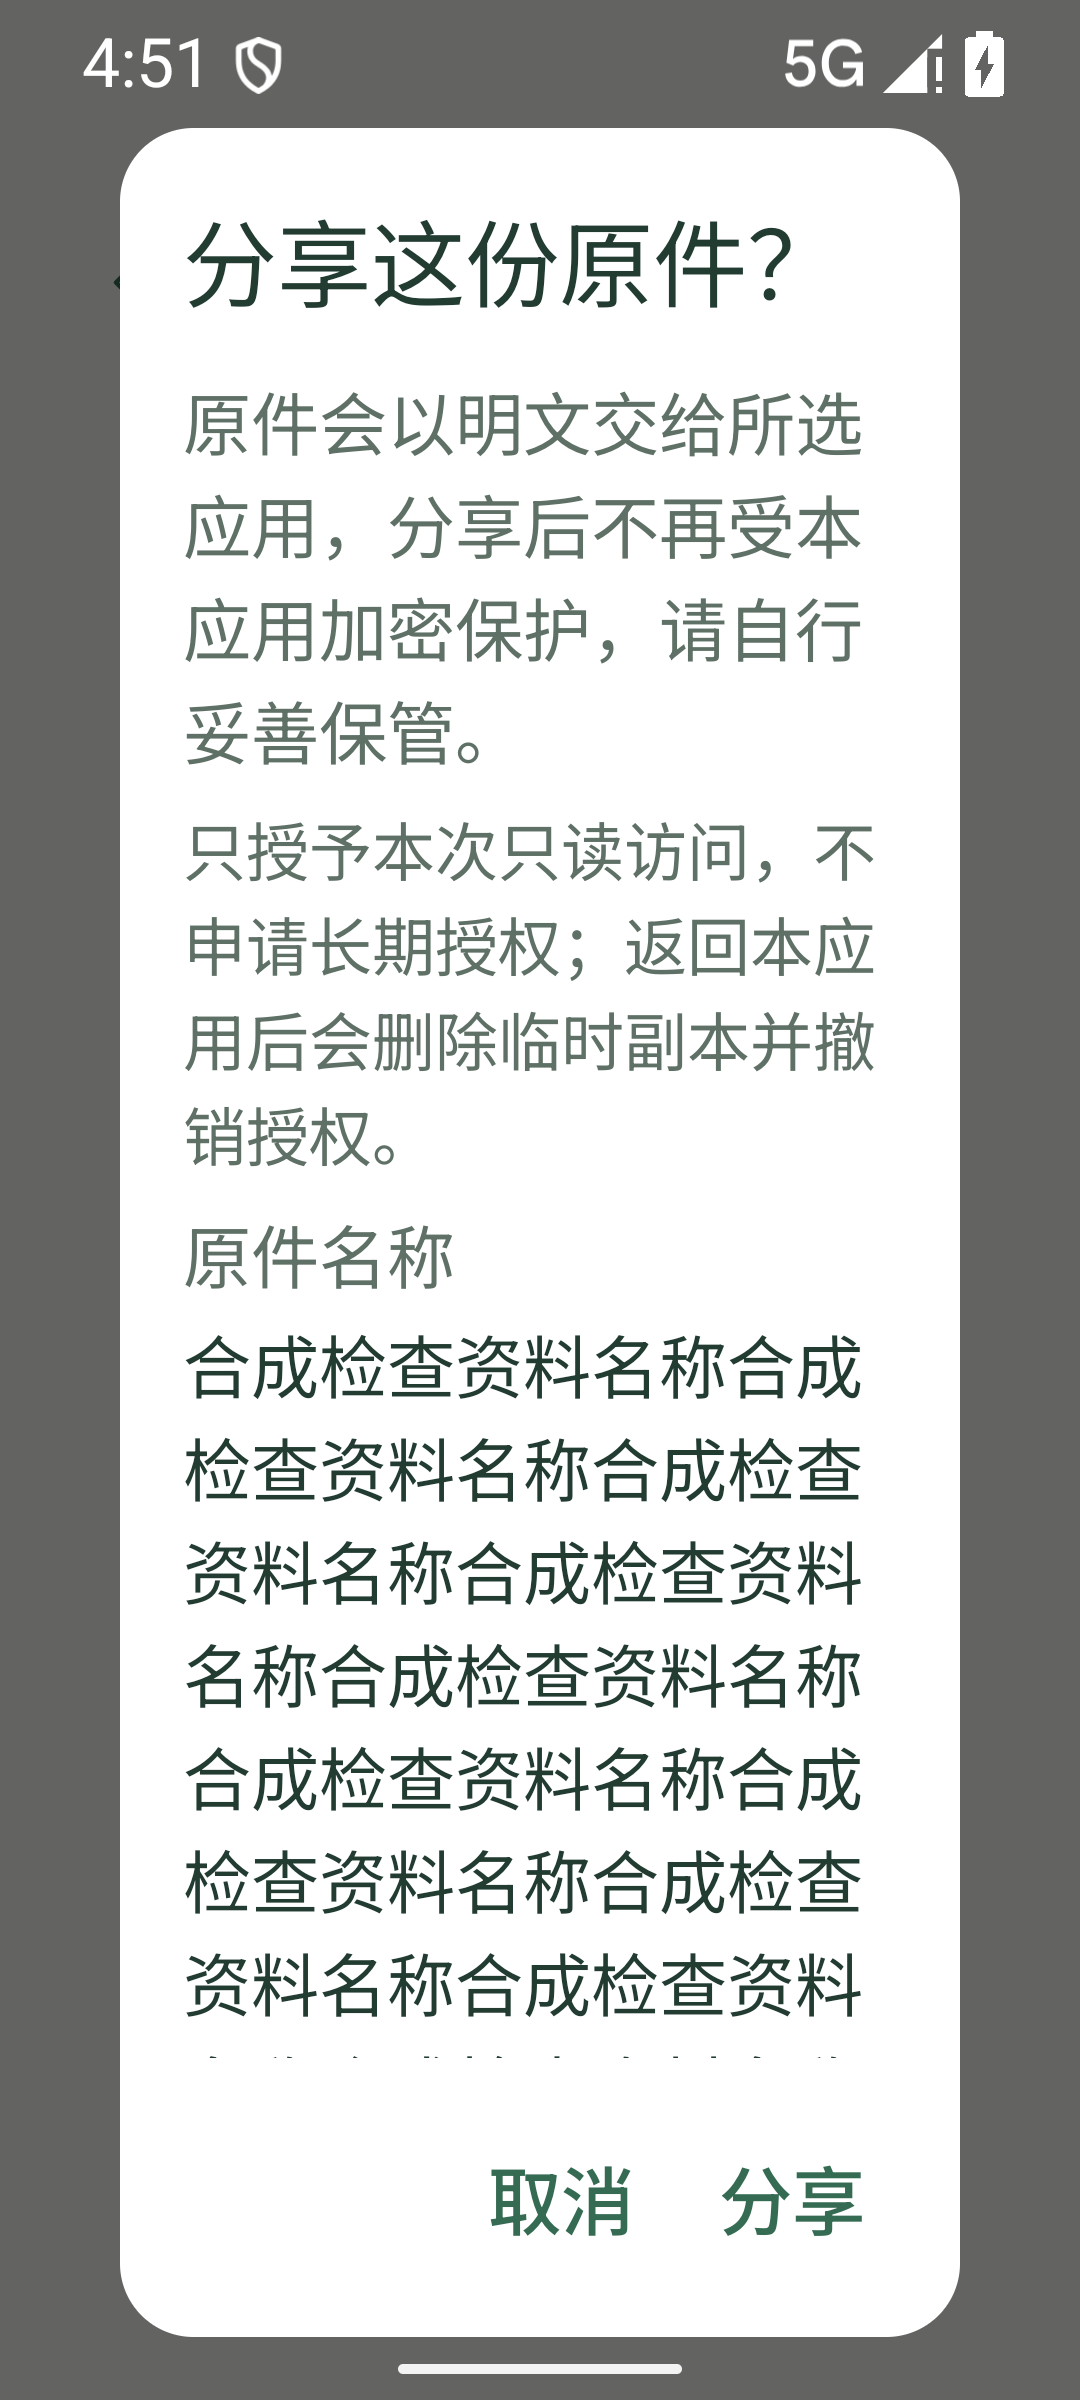 4:51
5G
分享这份原件？
原件会以明文交给所选
应用，分享后不再受本
应用加密保护，请自行
妥善保管。
只授予本次只读访问，不
申请长期授权；返回本应
用后会删除临时副本并撤
销授权。
原件名称
合成检查资料名称合成
检查资料名称合成检查
资料名称合成检查资料
名称合成检查资料名称
合成检查资料名称合成
检查资料名称合成检查
资料名称合成检查资料
取消
分享